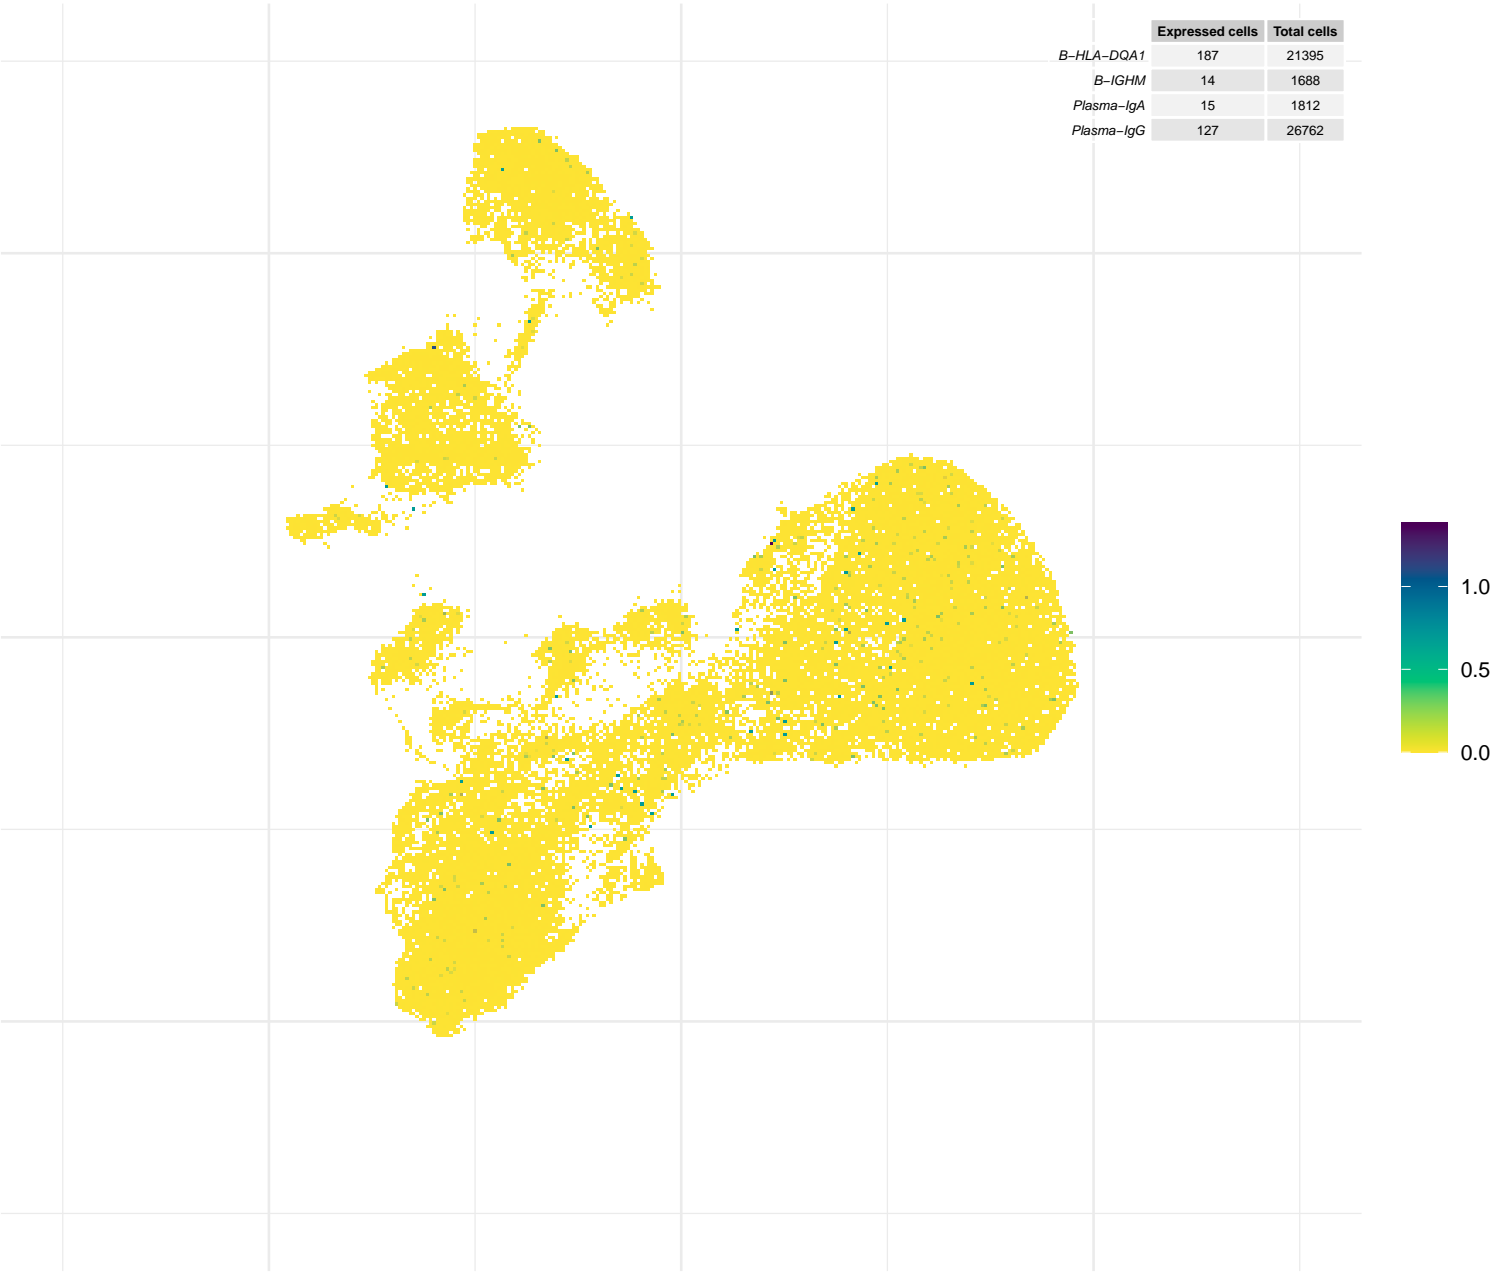 Expressed cells Total cells
B−HLA−DQA1 187 21395
B−IGHM 14 1688
Plasma−IgA 15 1812
Plasma−IgG 127 26762
1.0
0.5
0.0